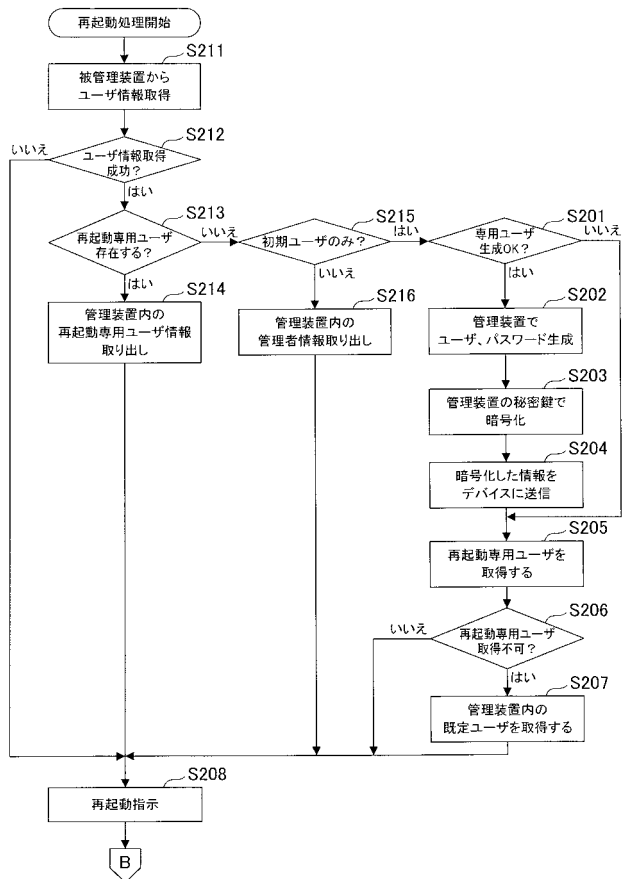 再起動処理開始
S211
被管理装置から
ユーザ情報取得
S212
いいえ
ユーザ情報取得
成功？
はい
S213
再起動専用ユーザ
存在する？
いいえ
はい
S215
初期ユーザのみ？
はい
いいえ
S201
専用ユーザ
生成OK？
いいえ
はい
S214
管理装置内の
再起動専用ユーザ情報
取り出し
S216
管理装置内の
管理者情報取り出し
S202
管理装置で
ユーザ、パスワード生成
S203
管理装置の秘密鍵で
暗号化
S204
暗号化した情報を
デバイスに送信
S205
再起動専用ユーザを
取得する
S206
いいえ
再起動専用ユーザ
取得不可？
はい
S207
管理装置内の
既定ユーザを取得する
S208
再起動指示
B